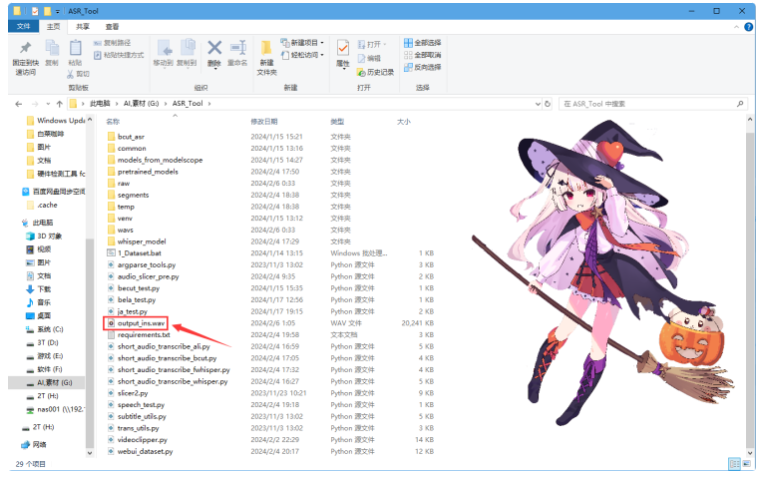 ASR_Tool
文件 主页 共享 查看
固定到快速访问 复制 粘贴 复制路径 粘贴快捷方式 剪切 移动到 复制到 删除 重命名 新建文件夹 新建项目 轻松访问 属性 打开 编辑 历史记录 全部选择 全部取消 反向选择
剪贴板 组织 新建 打开 选择
此电脑 › AI,素材 (G:) › ASR_Tool › 在 ASR_Tool 中搜索
名称 修改日期 类型 大小
Windows Upda
白草咖啡
图片
文档
硬件检测工具 fc
百度网盘同步空间
.cache
此电脑
3D 对象
视频
图片
文档
下载
音乐
桌面
系统 (C:)
3T (D:)
游戏 (E:)
软件 (F:)
AI,素材 (G:)
2T (H:)
nas001 (\\192.
2T (H:)
网络
bcut_asr 2024/1/15 15:21 文件夹
common 2024/1/15 13:16 文件夹
models_from_modelscope 2024/1/15 14:27 文件夹
pretrained_models 2024/2/4 17:50 文件夹
raw 2024/2/6 0:33 文件夹
segments 2024/2/4 18:38 文件夹
temp 2024/2/4 18:38 文件夹
venv 2024/1/15 13:12 文件夹
wavs 2024/2/6 0:33 文件夹
whisper_model 2024/2/4 17:29 文件夹
1_Dataset.bat 2024/1/14 13:15 Windows 批处理... 1 KB
argparse_tools.py 2023/11/3 13:02 Python 源文件 3 KB
audio_slicer_pre.py 2024/2/4 9:35 Python 源文件 2 KB
becut_test.py 2024/1/15 15:35 Python 源文件 1 KB
bela_test.py 2024/1/17 12:56 Python 源文件 1 KB
ja_test.py 2024/1/17 19:15 Python 源文件 2 KB
output_ins.wav 2024/2/6 1:05 WAV 文件 20,241 KB
requirements.txt 2024/2/4 19:58 文本文档 3 KB
short_audio_transcribe_ali.py 2024/2/4 16:59 Python 源文件 5 KB
short_audio_transcribe_bcut.py 2024/2/4 17:05 Python 源文件 4 KB
short_audio_transcribe_fwhisper.py 2024/2/4 17:32 Python 源文件 4 KB
short_audio_transcribe_whisper.py 2024/2/4 16:27 Python 源文件 5 KB
slicer2.py 2023/11/23 10:21 Python 源文件 9 KB
speech_test.py 2024/2/4 19:18 Python 源文件 1 KB
subtitle_utils.py 2023/11/3 13:02 Python 源文件 5 KB
trans_utils.py 2023/11/3 13:02 Python 源文件 3 KB
videoclipper.py 2024/2/2 22:29 Python 源文件 14 KB
webui_dataset.py 2024/2/4 20:17 Python 源文件 12 KB
29 个项目